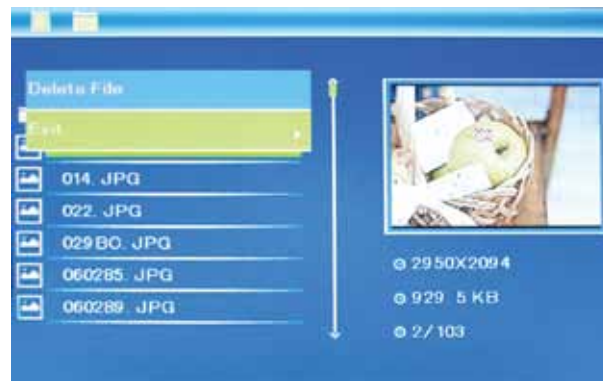 Delete File
Exit
014. JPG
022. JPG
029BO. JPG
060285. JPG
060289. JPG
2950X2094
929 5 KB
2/103